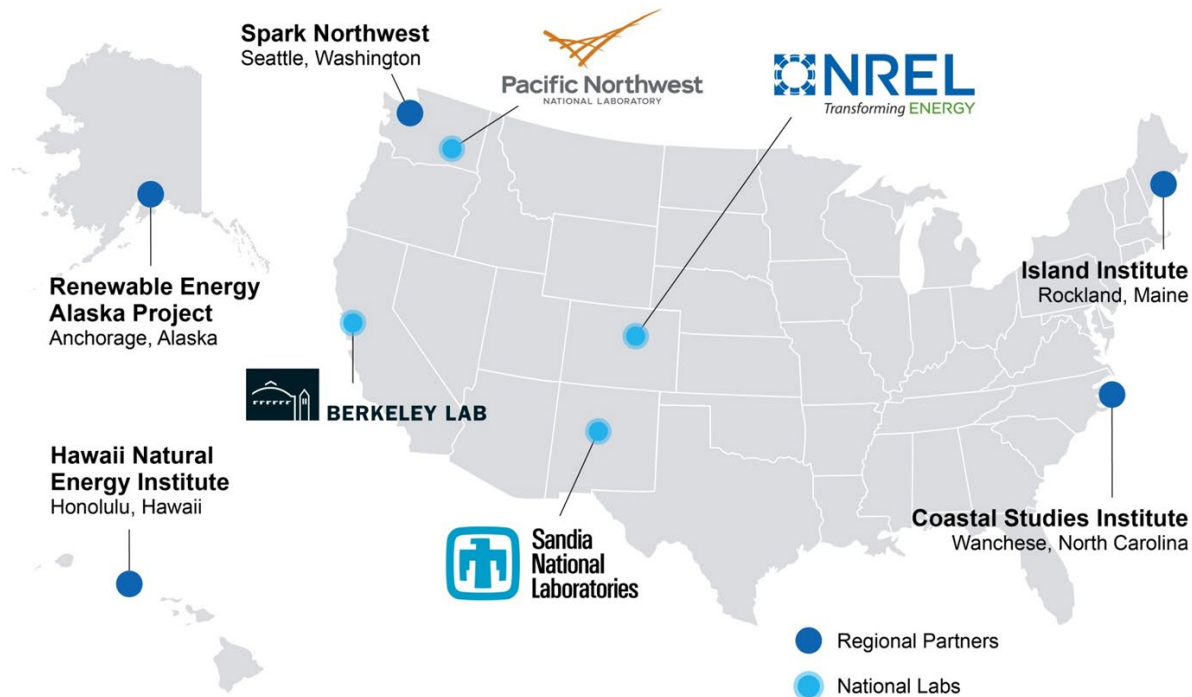 Spark Northwest
Seattle, Washington
Pacific Northwest
NATIONAL LABORATORY
NREL
Transforming ENERGY
Renewable Energy
Alaska Project
Anchorage, Alaska
Island Institute
Rockland, Maine
BERKELEY LAB
Hawaii Natural
Energy Institute
Honolulu, Hawaii
Sandia
National
Laboratories
Coastal Studies Institute
Wanchese, North Carolina
Regional Partners
National Labs